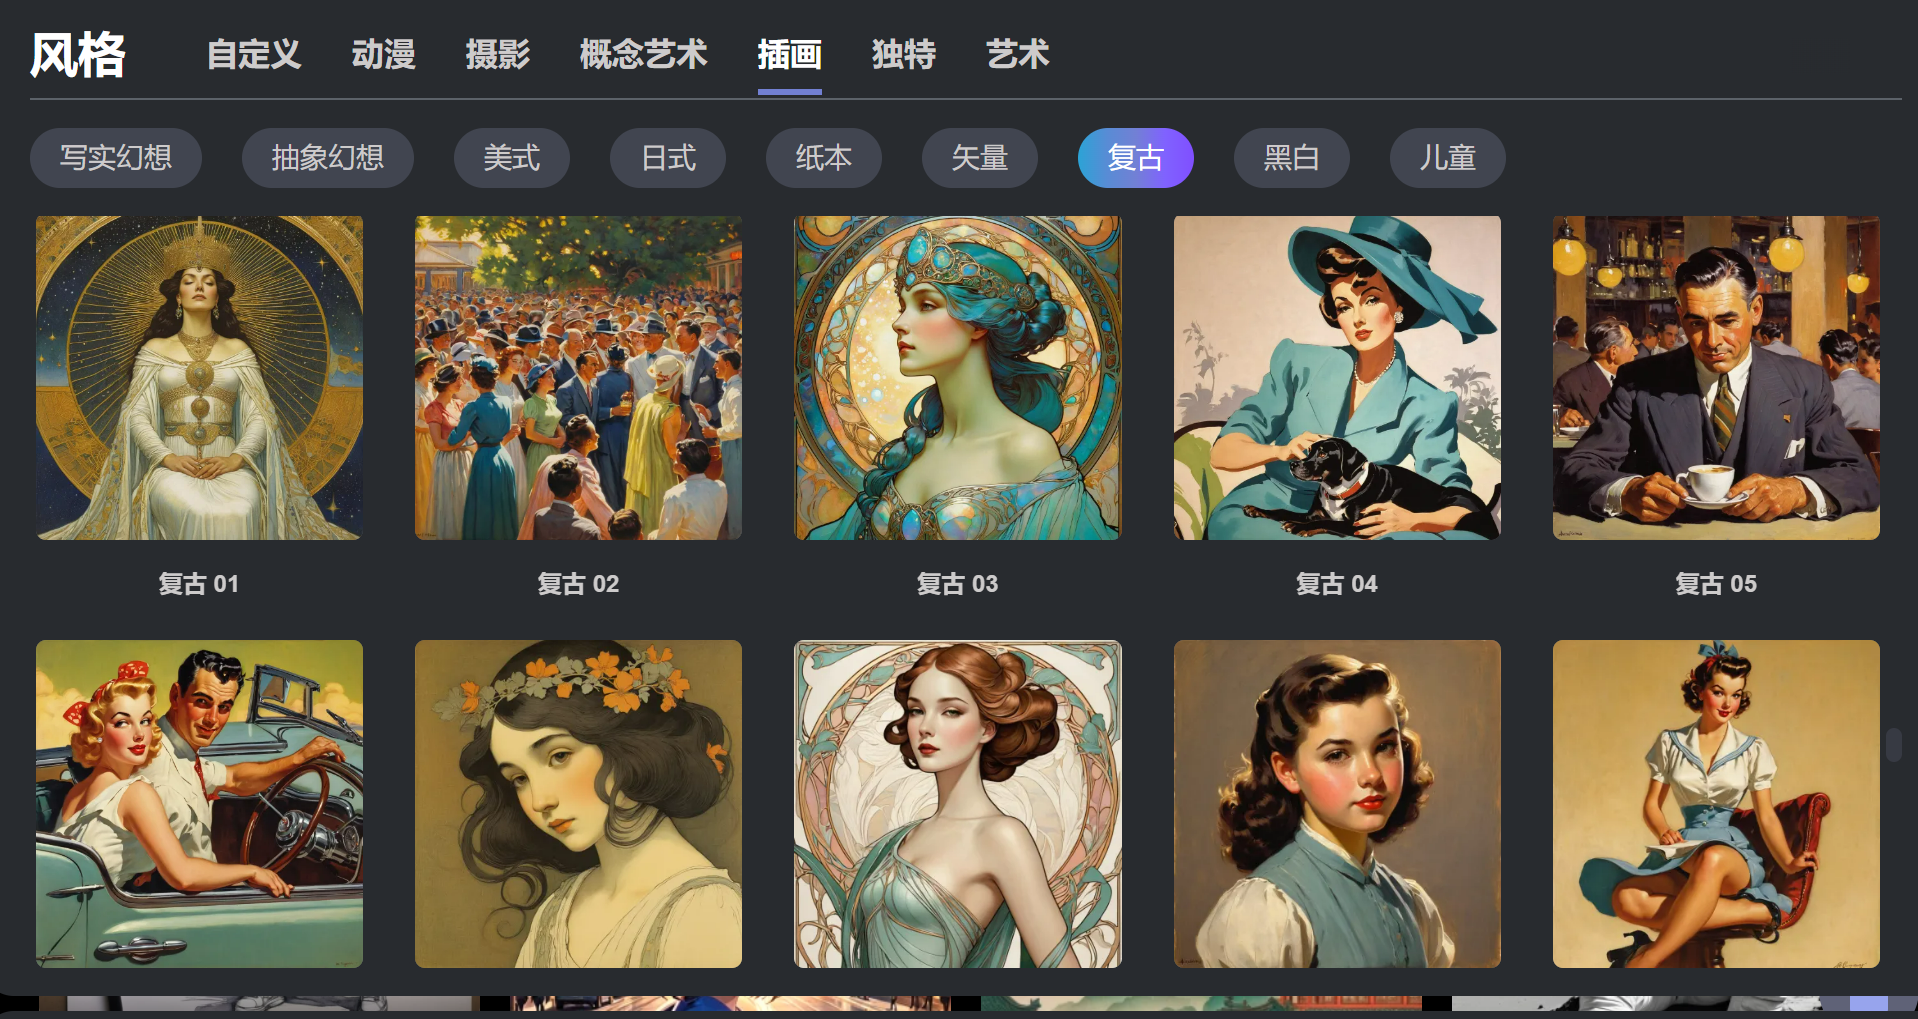 风格 自定义 动漫 摄影 概念艺术 插画 独特 艺术
写实幻想 抽象幻想 美式 日式 纸本 矢量 复古 黑白 儿童
复古 01 复古 02 复古 03 复古 04 复古 05